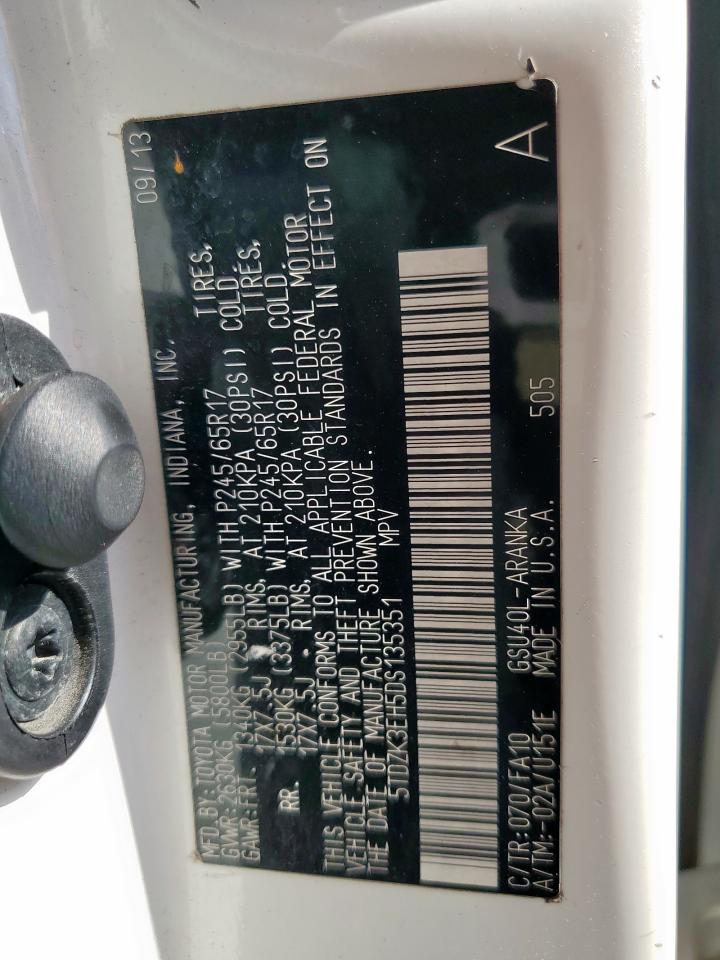 MFD. BY: TOYOTA MOTOR MANUFACTURING, INDIANA, INC. 09/13
GVWR: 2630KG (5800LB)
GAWR: FRT. 1340KG (2955LB) WITH P245/65R17 TIRES,
17X7.5J RIMS, AT 210KPA (30PSI) COLD.
RR. 1530KG (3375LB) WITH P245/65R17 TIRES,
17X7.5J RIMS, AT 210KPA (30PSI) COLD.
THIS VEHICLE CONFORMS TO ALL APPLICABLE FEDERAL MOTOR
VEHICLE SAFETY AND THEFT PREVENTION STANDARDS IN EFFECT ON
THE DATE OF MANUFACTURE SHOWN ABOVE.
5TDZK3EH5DS135351 MPV
C/TR: 070/FA10 GSU40L-ARANKA 505 A
A/TM: -02A/U151E MADE IN U.S.A.